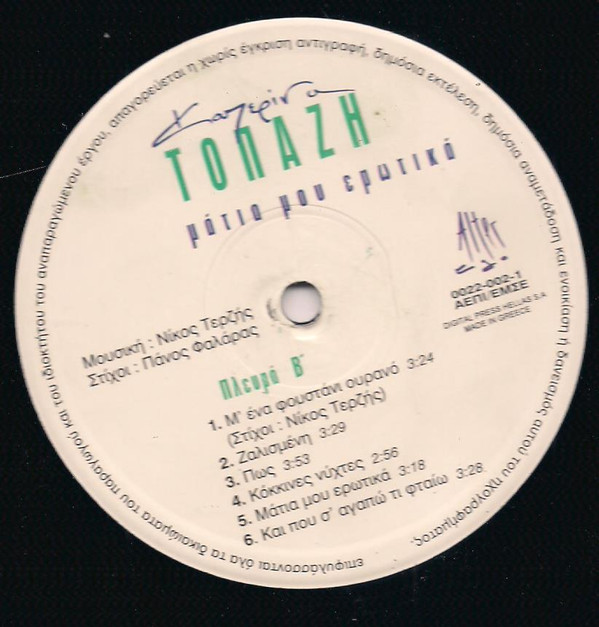 Κατερίνα
ΤΟΠΑΖΗ
μάτια μου ερωτικά
Alter
ego
0022-002-1
ΑΕΠΙ/ΕΜΣΕ
DIGITAL PRESS HELLAS S.A
MADE IN GREECE
Μουσική : Νίκος Τερζής
Στίχοι : Πάνος Φαλάρας
Πλευρά Β΄
1. Μ' ένα φουστάνι ουρανό 3:24
(Στίχοι : Νίκος Τερζής)
2. Ζαλισμένη 3:29
3. Πως 3:53
4. Κόκκινες νύχτες 2:56
5. Μάτια μου ερωτικά 3:18
6. Και που σ' αγαπώ τι φταίω 3:28
επιφυλάσσονται όλα τα δικαιώματα του παραγωγού και του ιδιοκτήτου του αναπαραγώμενου έργου, απαγορεύεται η χωρίς έγκριση αντιγραφή, δημόσια εκτέλεση, δημόσια αναμετάδοση και ενοικίαση ή δανεισμός αυτού του ηχογραφήματος.